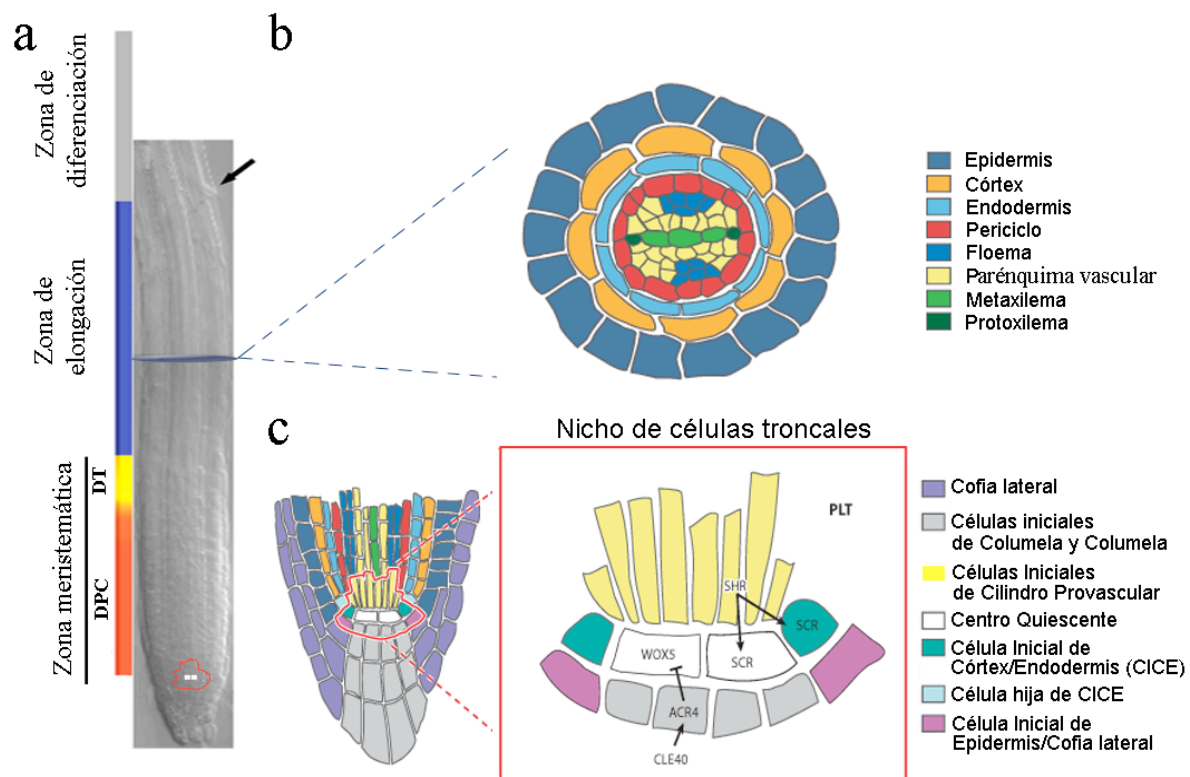 a
Zona de
diferenciación
Zona de
elongación
Zona meristemática
DT
DPC
b
Epidermis
Córtex
Endodermis
Periciclo
Floema
Parénquima vascular
Metaxilema
Protoxilema
c
Nicho de células troncales
PLT
SHR
SCR
WOX5
SCR
ACR4
CLE40
Cofia lateral
Células iniciales
de Columela y Columela
Células Iniciales
de Cilindro Provascular
Centro Quiescente
Célula Inicial de
Córtex/Endodermis (CICE)
Célula hija de CICE
Célula Inicial de
Epidermis/Cofia lateral